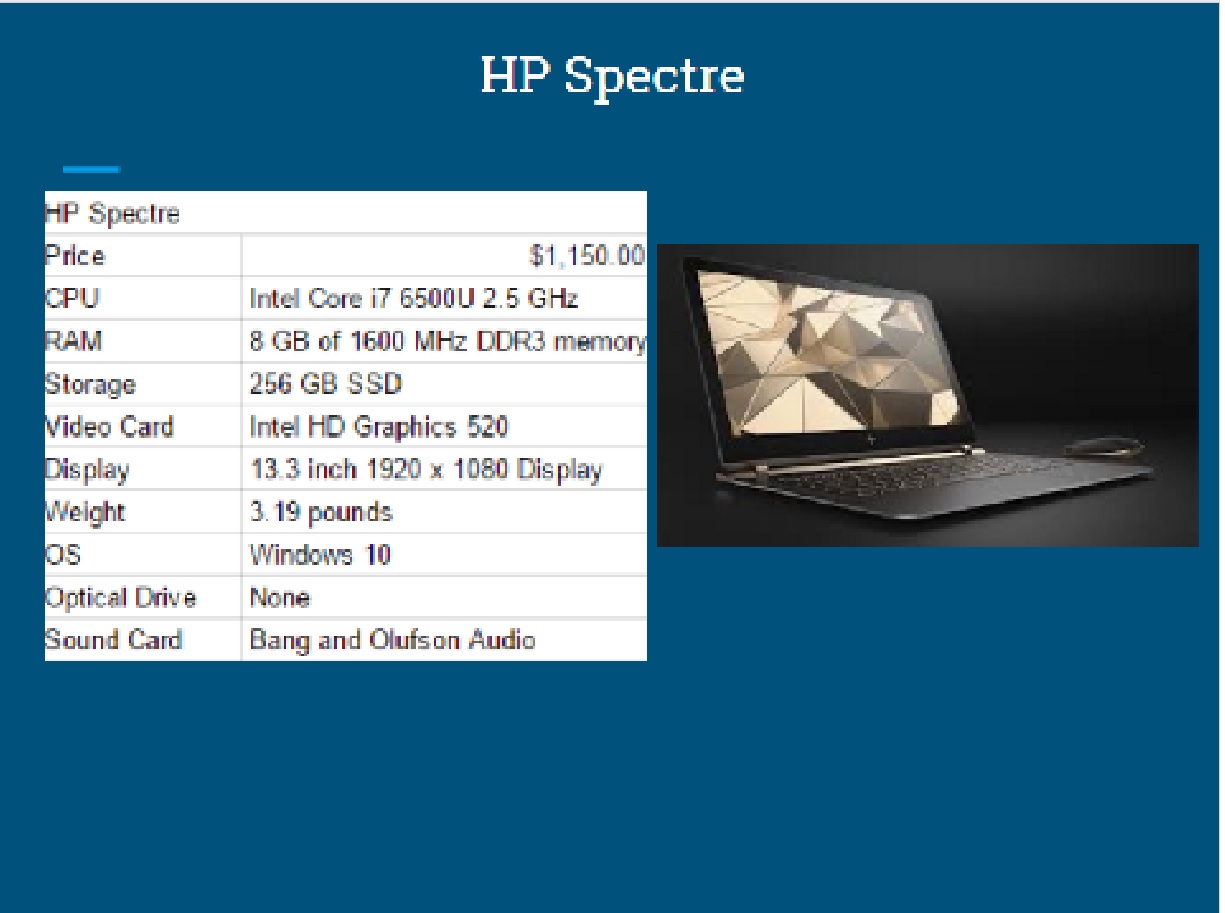 HP Spectre
HP Spectre
Price $1,150.00
CPU Intel Core i7 6500U 2.5 GHz
RAM 8 GB of 1600 MHz DDR3 memory
Storage 256 GB SSD
Video Card Intel HD Graphics 520
Display 13.3 inch 1920 x 1080 Display
Weight 3.19 pounds
OS Windows 10
Optical Drive None
Sound Card Bang and Olufson Audio